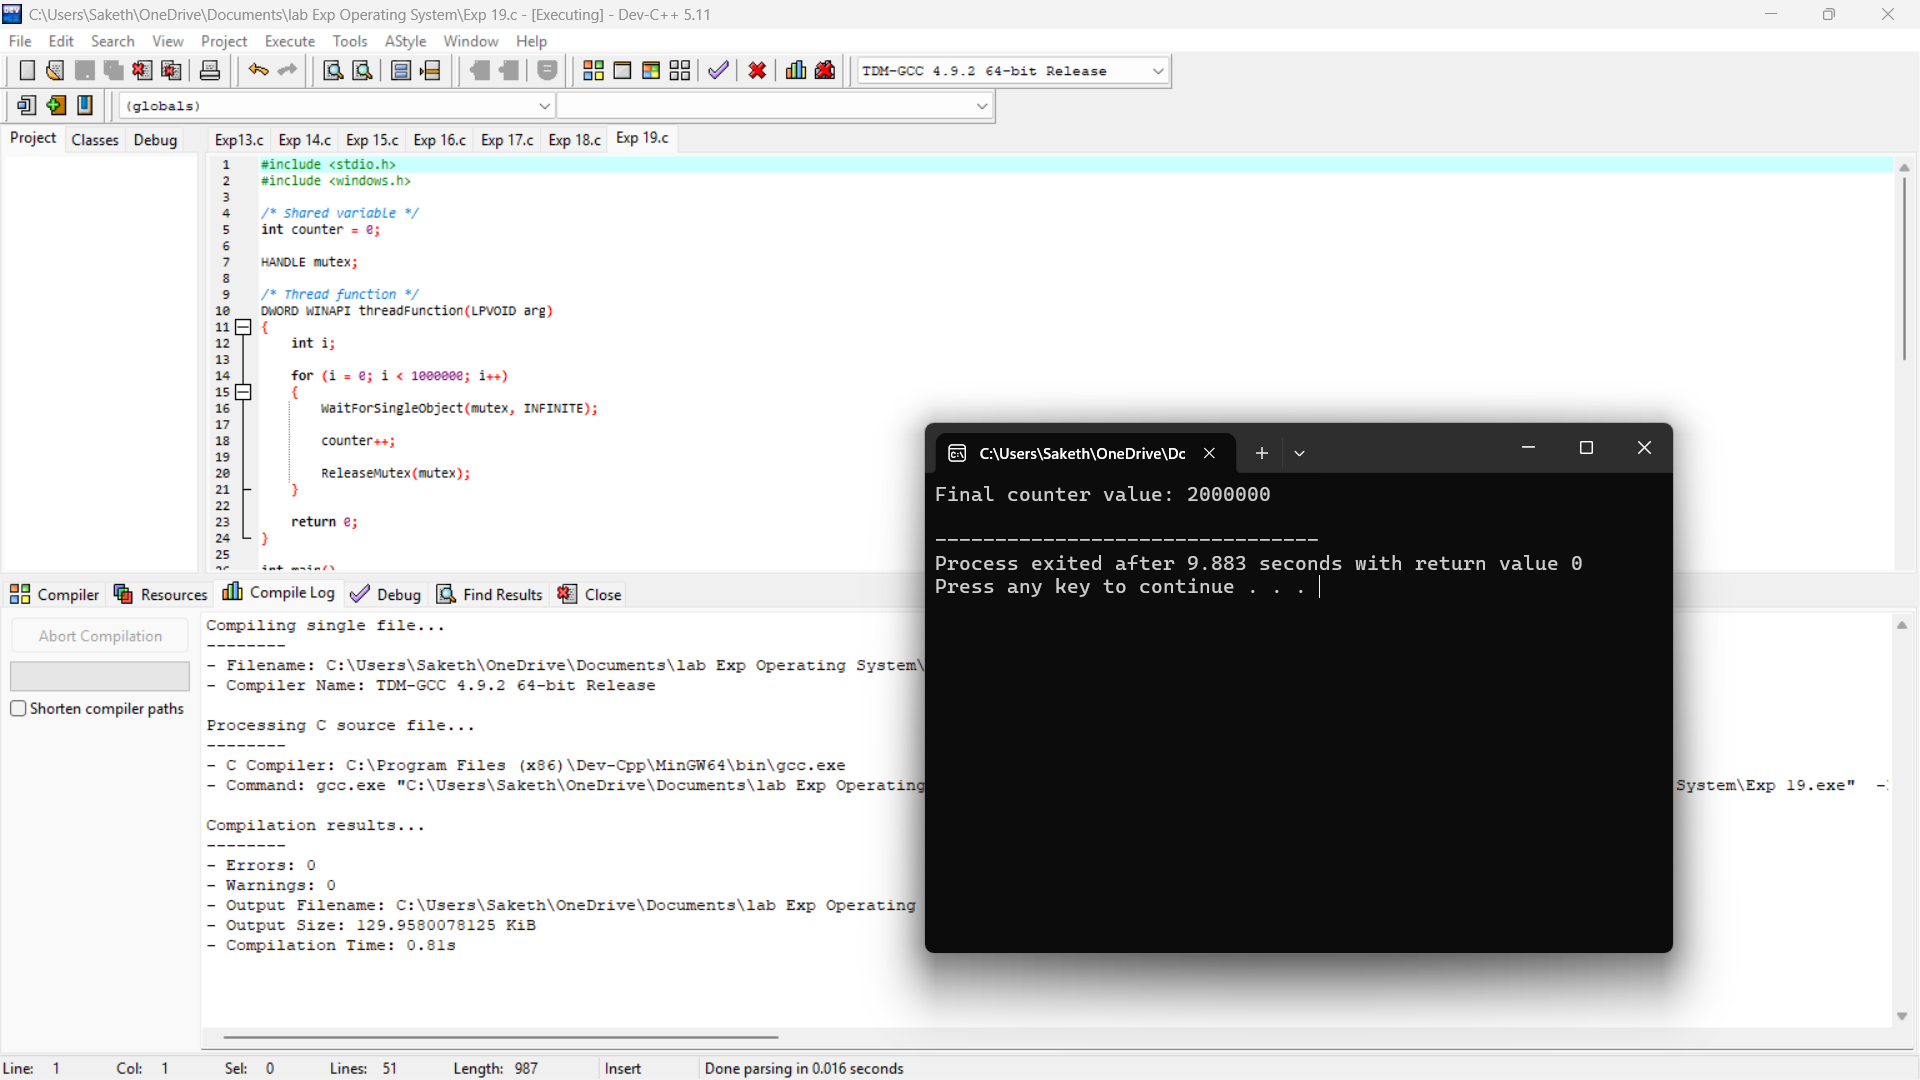 C:\Users\Saketh\OneDrive\Documents\lab Exp Operating System\Exp 19.c - [Executing] - Dev-C++ 5.11
File Edit Search View Project Execute Tools AStyle Window Help
TDM-GCC 4.9.2 64-bit Release
(globals)
Project Classes Debug
Exp13.c Exp 14.c Exp 15.c Exp 16.c Exp 17.c Exp 18.c Exp 19.c
1 #include <stdio.h>
2 #include <windows.h>
3
4 /* Shared variable */
5 int counter = 0;
6
7 HANDLE mutex;
8
9 /* Thread function */
10 DWORD WINAPI threadFunction(LPVOID arg)
11 {
12 int i;
13
14 for (i = 0; i < 1000000; i++)
15 {
16 WaitForSingleObject(mutex, INFINITE);
17
18 counter++;
19
20 ReleaseMutex(mutex);
21 }
22
23 return 0;
24 }
25
26 int main()
C:\Users\Saketh\OneDrive\Dc
Final counter value: 2000000
--------------------------------
Process exited after 9.883 seconds with return value 0
Press any key to continue . . .
Compiler Resources Compile Log Debug Find Results Close
Abort Compilation
Shorten compiler paths
Compiling single file...
--------
- Filename: C:\Users\Saketh\OneDrive\Documents\lab Exp Operating System\
- Compiler Name: TDM-GCC 4.9.2 64-bit Release
Processing C source file...
--------
- C Compiler: C:\Program Files (x86)\Dev-Cpp\MinGW64\bin\gcc.exe
- Command: gcc.exe "C:\Users\Saketh\OneDrive\Documents\lab Exp Operating System\Exp 19.exe" -
Compilation results...
--------
- Errors: 0
- Warnings: 0
- Output Filename: C:\Users\Saketh\OneDrive\Documents\lab Exp Operating
- Output Size: 129.9580078125 KiB
- Compilation Time: 0.81s
Line: 1 Col: 1 Sel: 0 Lines: 51 Length: 987 Insert Done parsing in 0.016 seconds